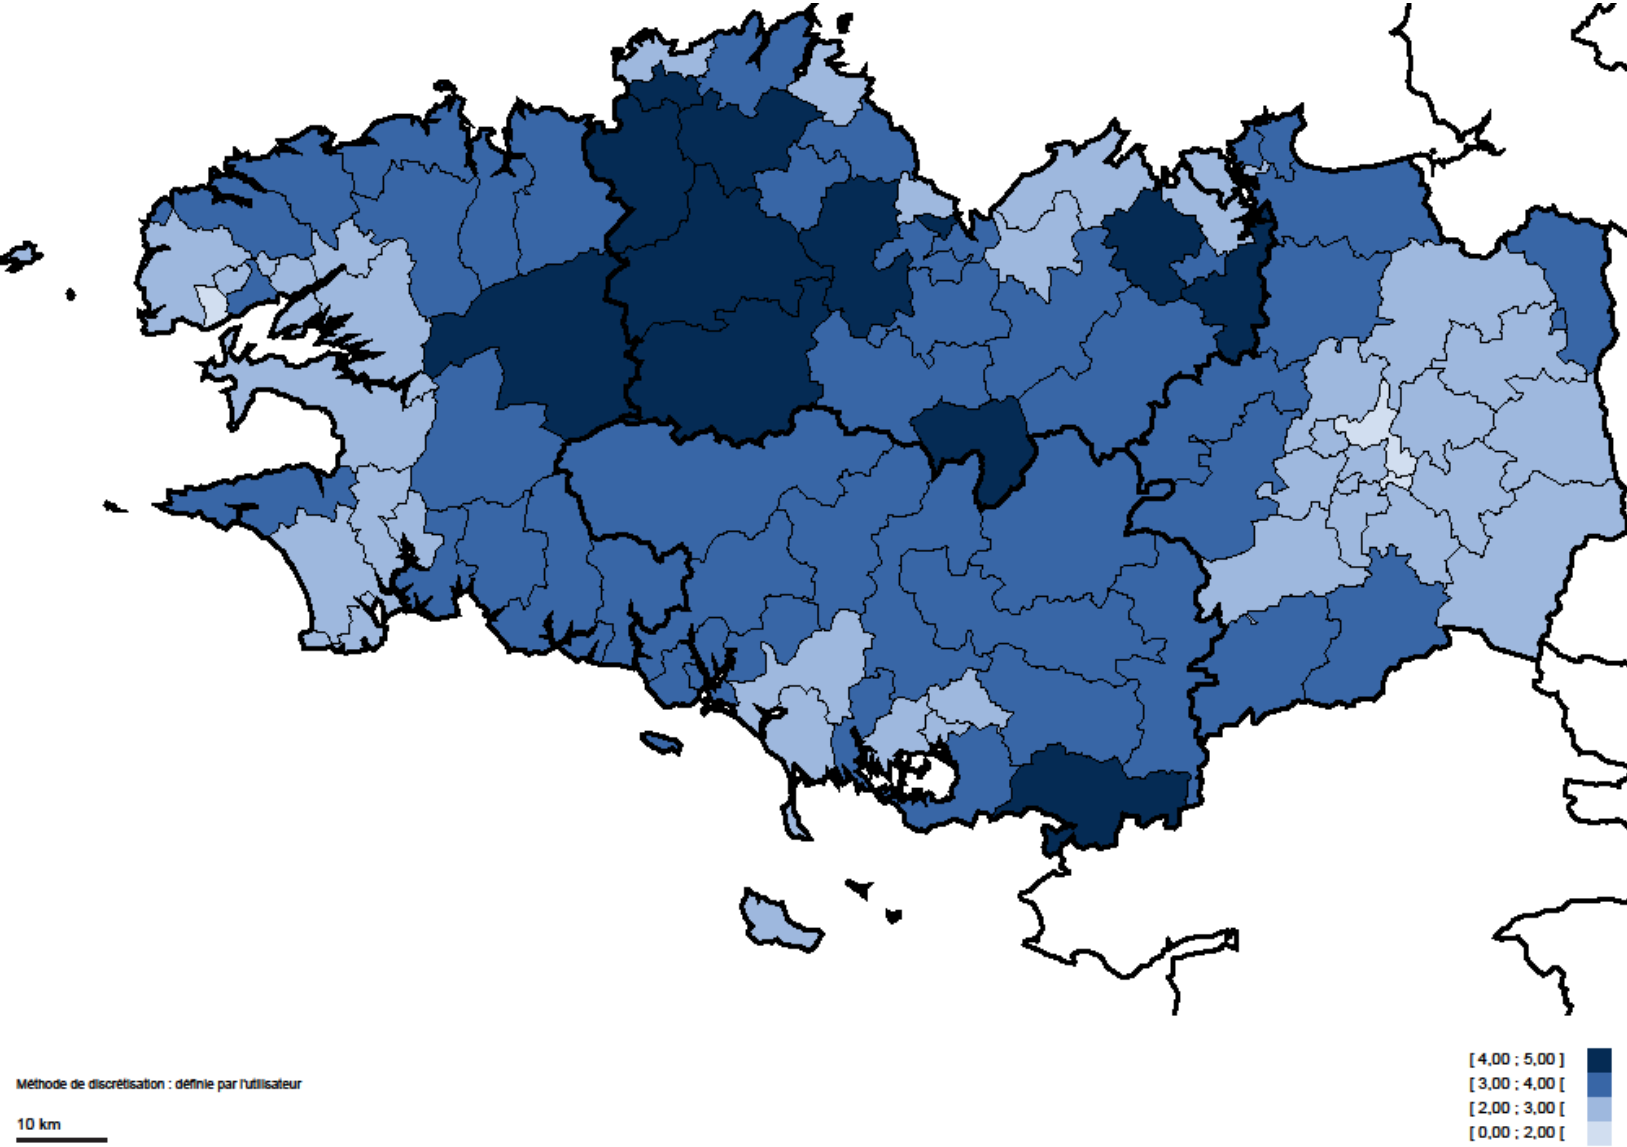 [ 4,00 ; 5,00 ]
[ 3,00 ; 4,00 [
[ 2,00 ; 3,00 [
[ 0,00 ; 2,00 [
Méthode de discrétisation : définie par l'utilisateur
10 km